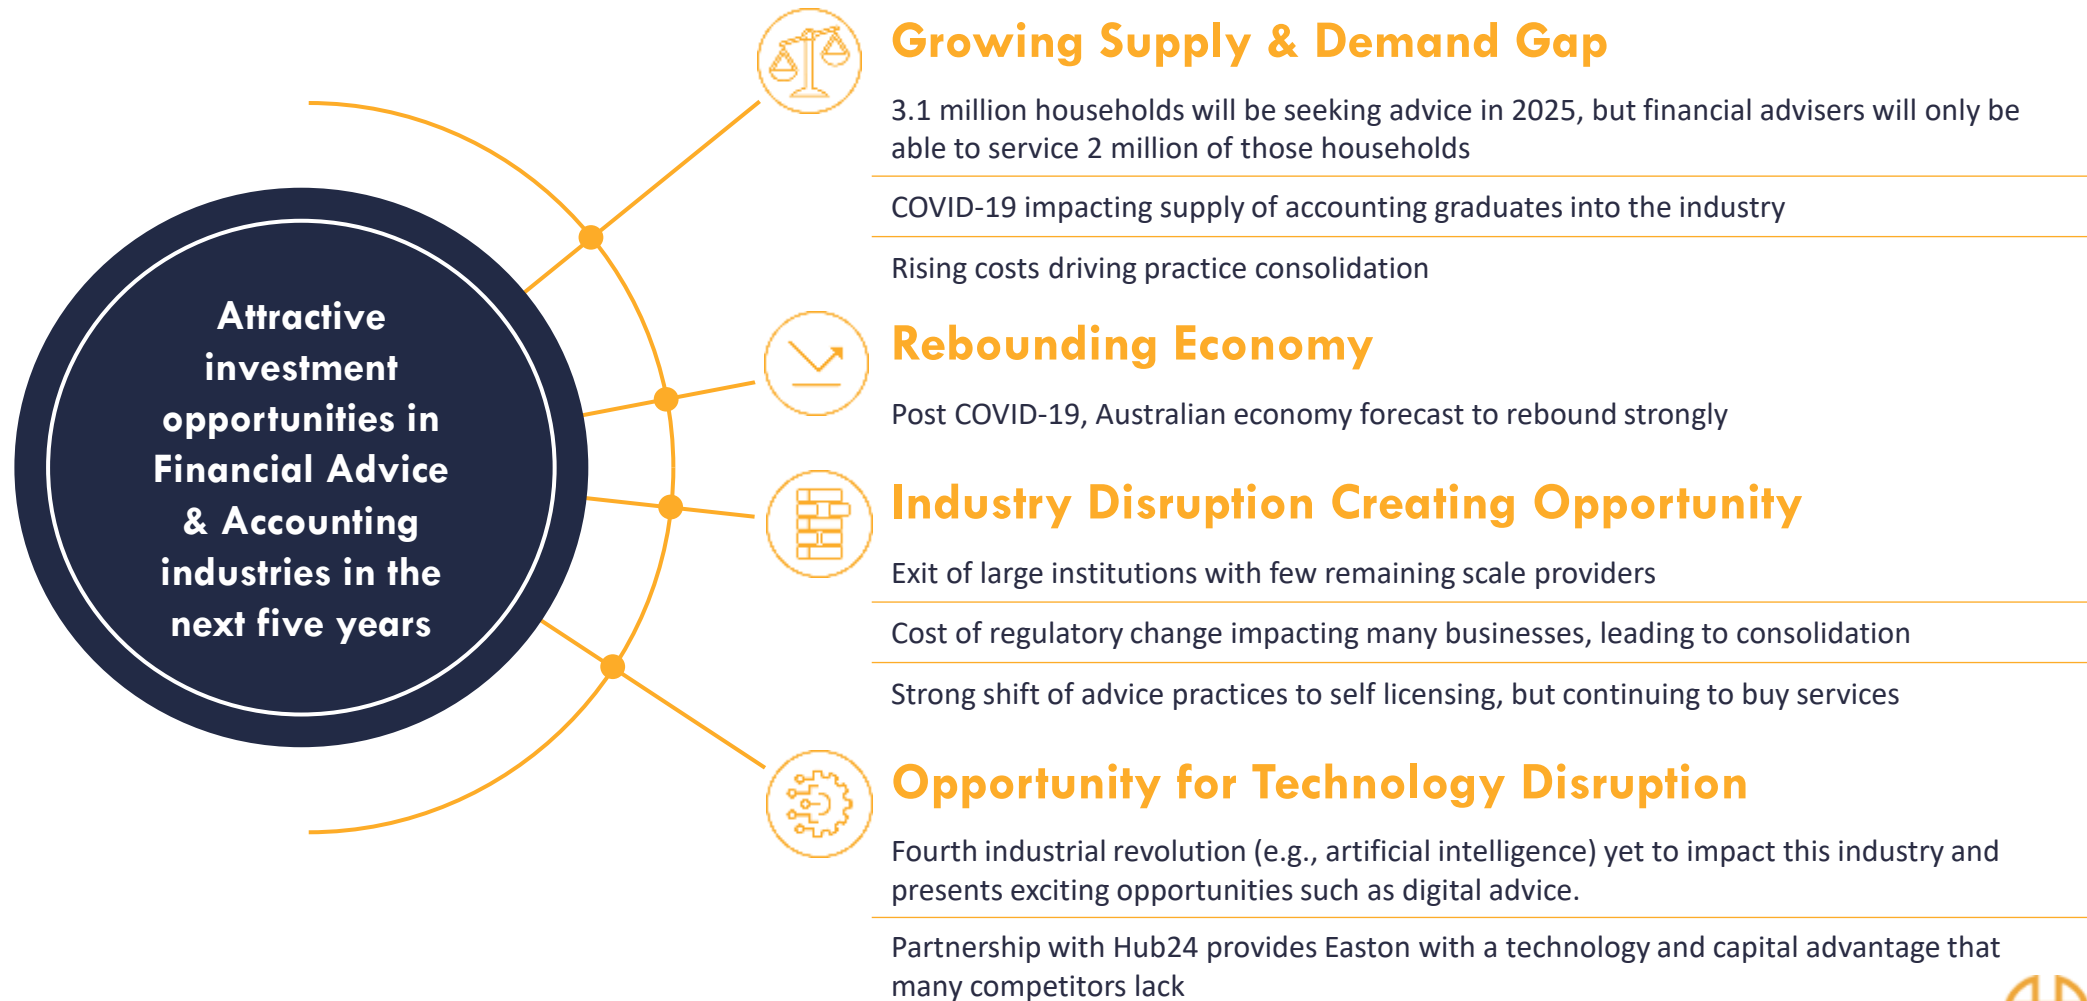 Attractive
investment
opportunities in
Financial Advice
& Accounting
industries in the
next five years
Growing Supply & Demand Gap
3.1 million households will be seeking advice in 2025, but financial advisers will only be
able to service 2 million of those households
COVID-19 impacting supply of accounting graduates into the industry
Rising costs driving practice consolidation
Rebounding Economy
Post COVID-19, Australian economy forecast to rebound strongly
Industry Disruption Creating Opportunity
Exit of large institutions with few remaining scale providers
Cost of regulatory change impacting many businesses, leading to consolidation
Strong shift of advice practices to self licensing, but continuing to buy services
Opportunity for Technology Disruption
Fourth industrial revolution (e.g., artificial intelligence) yet to impact this industry and
presents exciting opportunities such as digital advice.
Partnership with Hub24 provides Easton with a technology and capital advantage that
many competitors lack